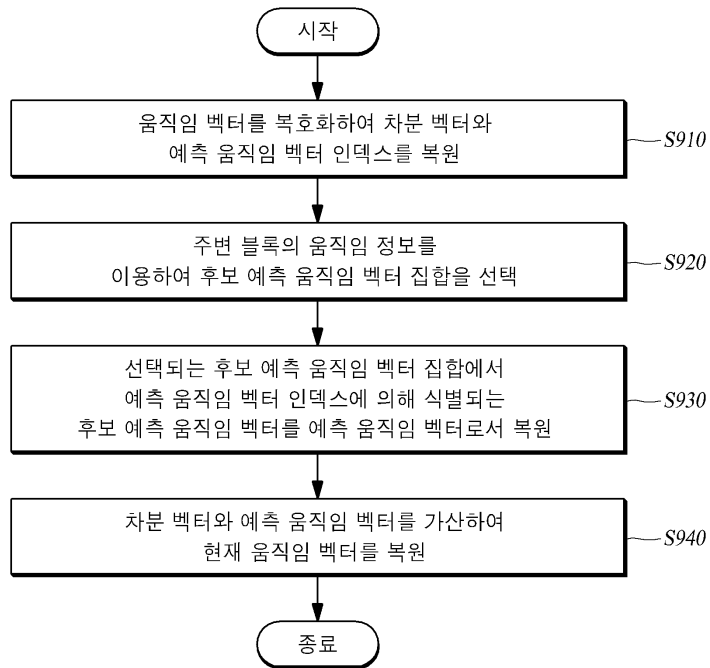 시작
움직임 벡터를 복호화하여 차분 벡터와
예측 움직임 벡터 인덱스를 복원
S910
주변 블록의 움직임 정보를
이용하여 후보 예측 움직임 벡터 집합을 선택
S920
선택되는 후보 예측 움직임 벡터 집합에서
예측 움직임 벡터 인덱스에 의해 식별되는
후보 예측 움직임 벡터를 예측 움직임 벡터로서 복원
S930
차분 벡터와 예측 움직임 벡터를 가산하여
현재 움직임 벡터를 복원
S940
종료